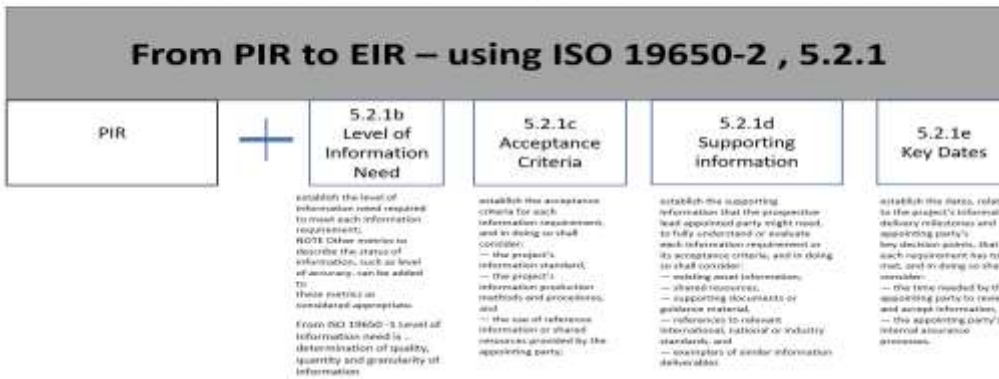 From PIR to EIR – using ISO 19650-2 , 5.2.1
PIR
5.2.1b
Level of
Information
Need
5.2.1c
Acceptance
Criteria
5.2.1d
Supporting
information
5.2.1e
Key Dates
establish the level of
information need required
to meet each information
requirement;
NOTE Other metrics to
describe the status of
information, such as level
of accuracy, can be added
to
these metrics as
considered appropriate.
From ISO 19650 -1 Level of
Information need is ..
determination of quality,
quantity and granularity of
information
establish the acceptance
criteria for each
information requirement,
and in doing so shall
consider:
— the project's
information standard,
— the project's
information production
methods and procedures,
and
— the use of reference
information or shared
resources provided by the
appointing party;
establish the supporting
information that the prospective
lead appointed party might need,
to fully understand or evaluate
each information requirement or
its acceptance criteria, and in doing
so shall consider:
— existing asset information,
— shared resources,
— supporting documents or
guidance material,
— references to relevant
international, national or industry
standards, and
— exemplars of similar information
deliverables
establish the dates, relat
to the project's informat
delivery milestones and
appointing party's
key decision points, that
each requirement has to
met, and in doing so sha
consider:
— the time needed by th
appointing party to revie
and accept information,
— the appointing party's
internal assurance
processes.